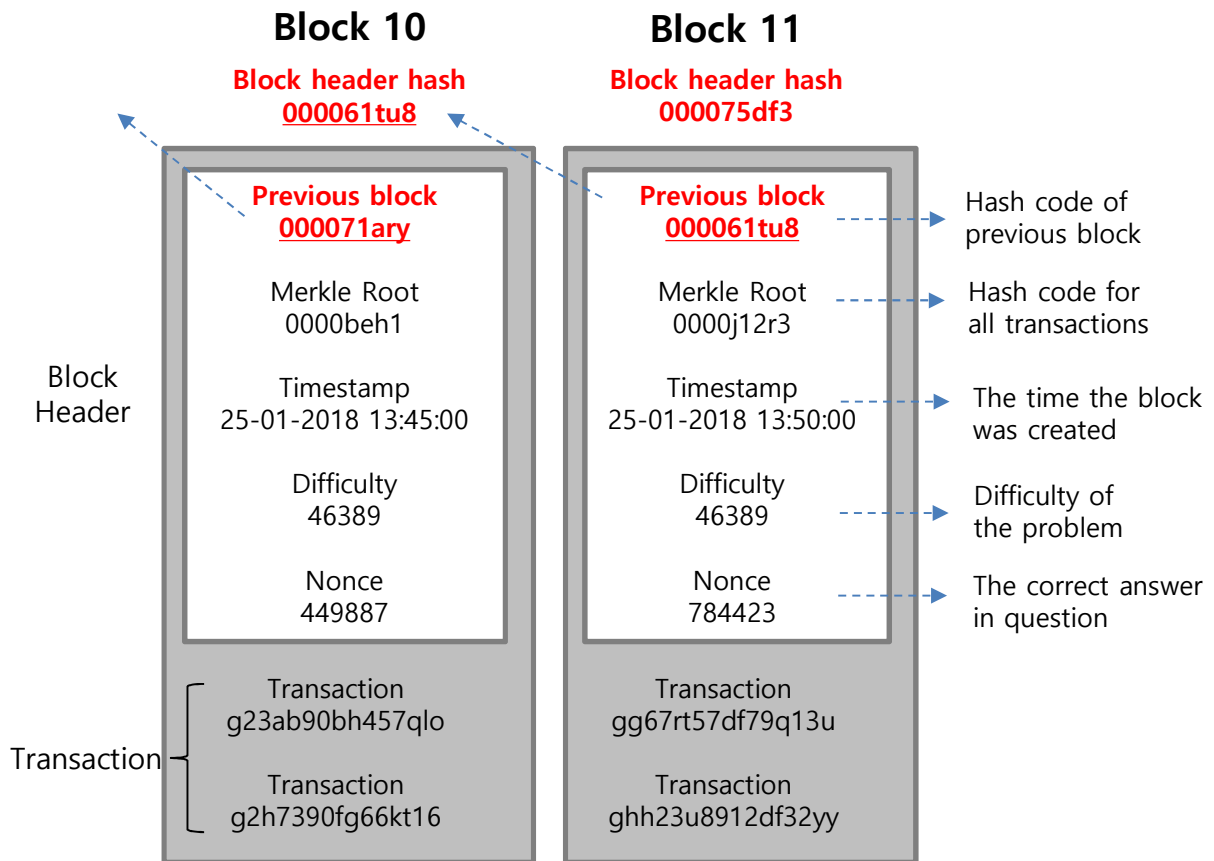 Block 10
Block header hash
000061tu8
Previous block
000071ary
Merkle Root
0000beh1
Timestamp
25-01-2018 13:45:00
Difficulty
46389
Nonce
449887
Transaction
g23ab90bh457qlo
Transaction
g2h7390fg66kt16
Block 11
Block header hash
000075df3
Previous block
000061tu8
Merkle Root
0000j12r3
Timestamp
25-01-2018 13:50:00
Difficulty
46389
Nonce
784423
Transaction
gg67rt57df79q13u
Transaction
ghh23u8912df32yy
Block
Header
Transaction
Hash code of
previous block
Hash code for
all transactions
The time the block
was created
Difficulty of
the problem
The correct answer
in question